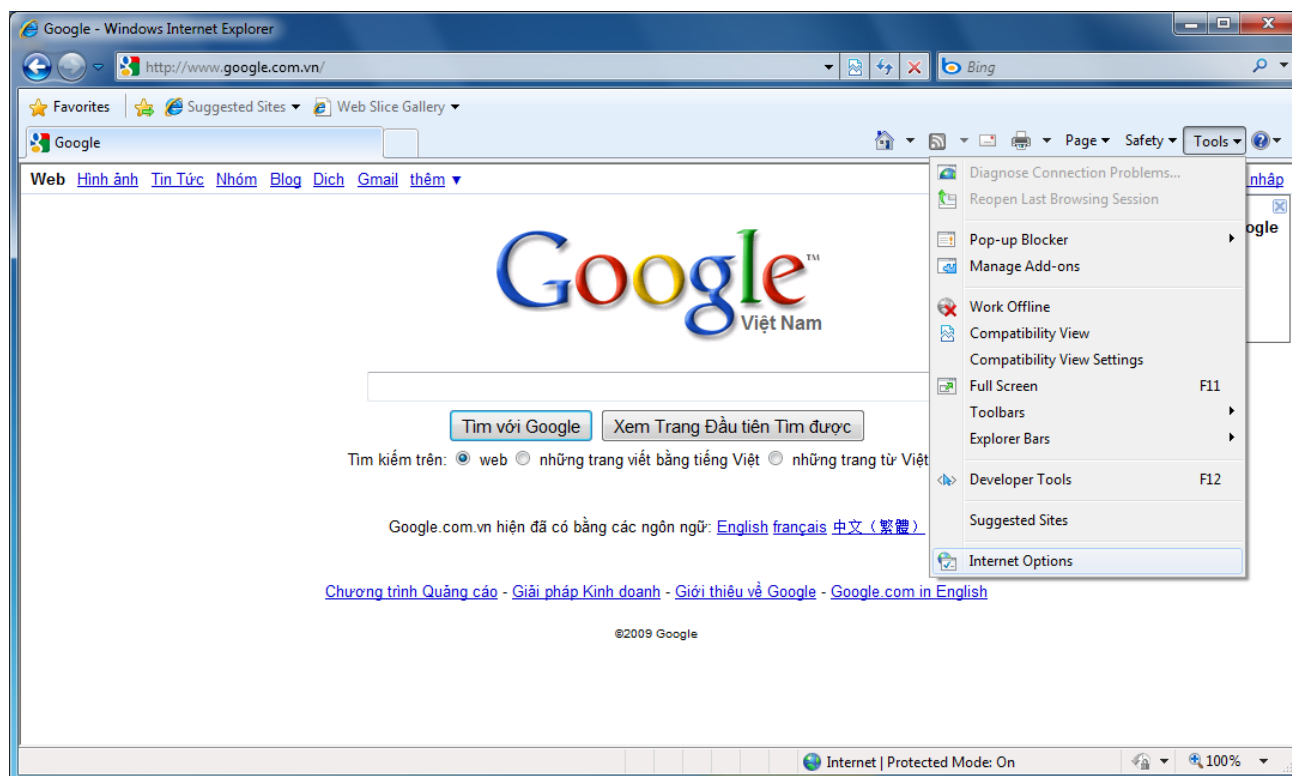 Google - Windows Internet Explorer
http://www.google.com.vn/
Bing
Favorites Suggested Sites Web Slice Gallery
Google
Page Safety Tools
Web Hình ảnh Tin Tức Nhóm Blog Dịch Gmail thêm ▼
nhập
ogle
Diagnose Connection Problems...
Reopen Last Browsing Session
Pop-up Blocker
Manage Add-ons
Work Offline
Compatibility View
Compatibility View Settings
Full Screen F11
Toolbars
Explorer Bars
Developer Tools F12
Suggested Sites
Internet Options
Google™
Việt Nam
Tìm với Google Xem Trang Đầu tiên Tìm được
Tìm kiếm trên: web những trang viết bằng tiếng Việt những trang từ Việt
Google.com.vn hiện đã có bằng các ngôn ngữ: English français 中文（繁體）
Chương trình Quảng cáo - Giải pháp Kinh doanh - Giới thiệu về Google - Google.com in English
©2009 Google
Internet | Protected Mode: On 100%